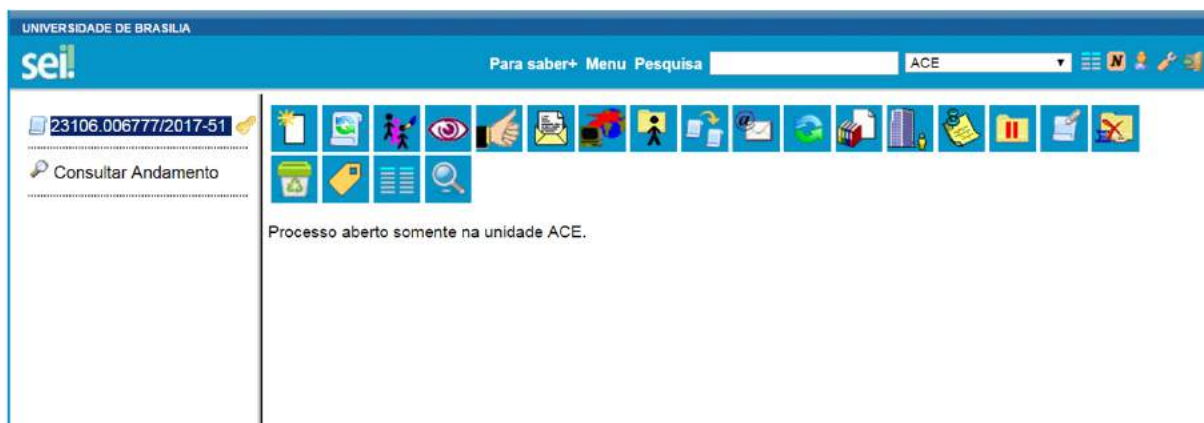 UNIVERSIDADE DE BRASILIA
sei!
Para saber+ Menu Pesquisa ACE
N
23106.006777/2017-51
Consultar Andamento
Processo aberto somente na unidade ACE.